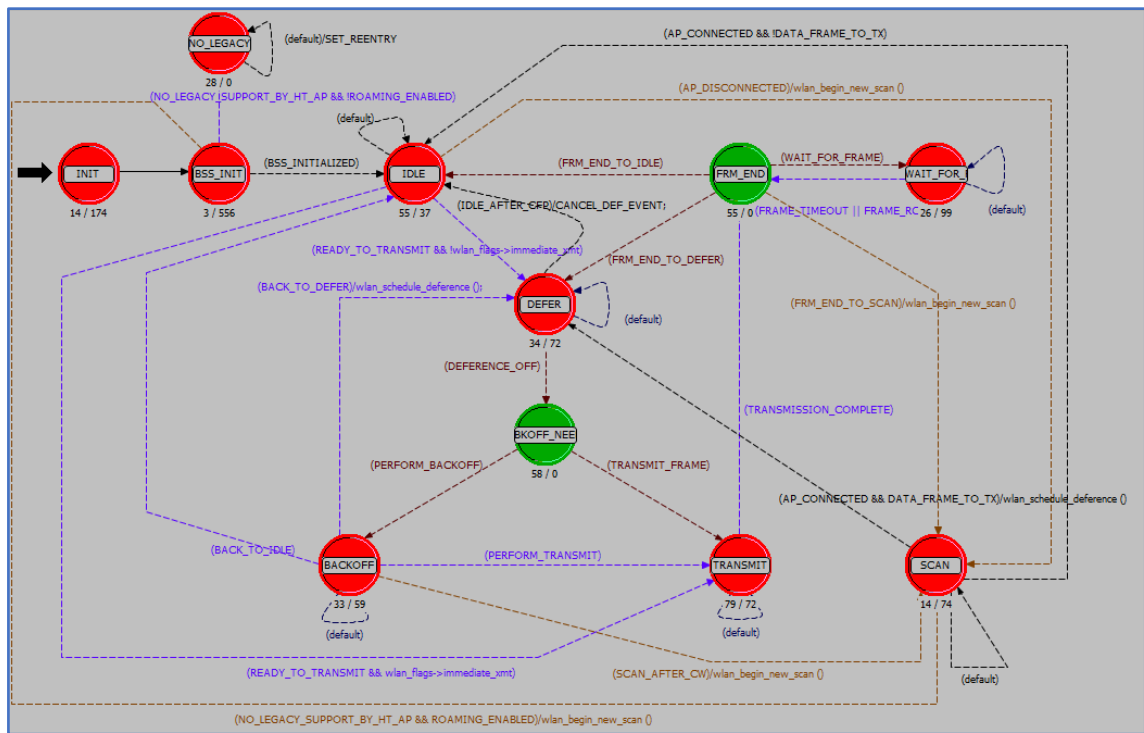 (default)/SET_REENTRY
NO_LEGACY
28 / 0
(AP_CONNECTED && !DATA_FRAME_TO_TX)
(NO_LEGACY_SUPPORT_BY_HT_AP && !ROAMING_ENABLED)
(AP_DISCONNECTED)/wlan_begin_new_scan ()
(default)
(BSS_INITIALIZED)
(FRM_END_TO_IDLE)
(WAIT_FOR_FRAME)
INIT
BSS_INIT
IDLE
FRM_END
WAIT_FOR_
14 / 174
3 / 556
55 / 37
55 / 0
26 / 99
(default)
(IDLE_AFTER_CFP)/CANCEL_DEF_EVENT;
(FRAME_TIMEOUT || FRAME_RC
(READY_TO_TRANSMIT && !wlan_flags->immediate_xmt)
(FRM_END_TO_DEFER)
(BACK_TO_DEFER)/wlan_schedule_deference ();
DEFER
(default)
(FRM_END_TO_SCAN)/wlan_begin_new_scan ()
34 / 72
(DEFERENCE_OFF)
(TRANSMISSION_COMPLETE)
BKOFF_NEE
58 / 0
(PERFORM_BACKOFF)
(TRANSMIT_FRAME)
(AP_CONNECTED && DATA_FRAME_TO_TX)/wlan_schedule_deference ()
(BACK_TO_IDLE)
(PERFORM_TRANSMIT)
BACKOFF
TRANSMIT
SCAN
33 / 59
79 / 72
14 / 74
(default)
(default)
(READY_TO_TRANSMIT && wlan_flags->immediate_xmt)
(SCAN_AFTER_CW)/wlan_begin_new_scan ()
(default)
(NO_LEGACY_SUPPORT_BY_HT_AP && ROAMING_ENABLED)/wlan_begin_new_scan ()